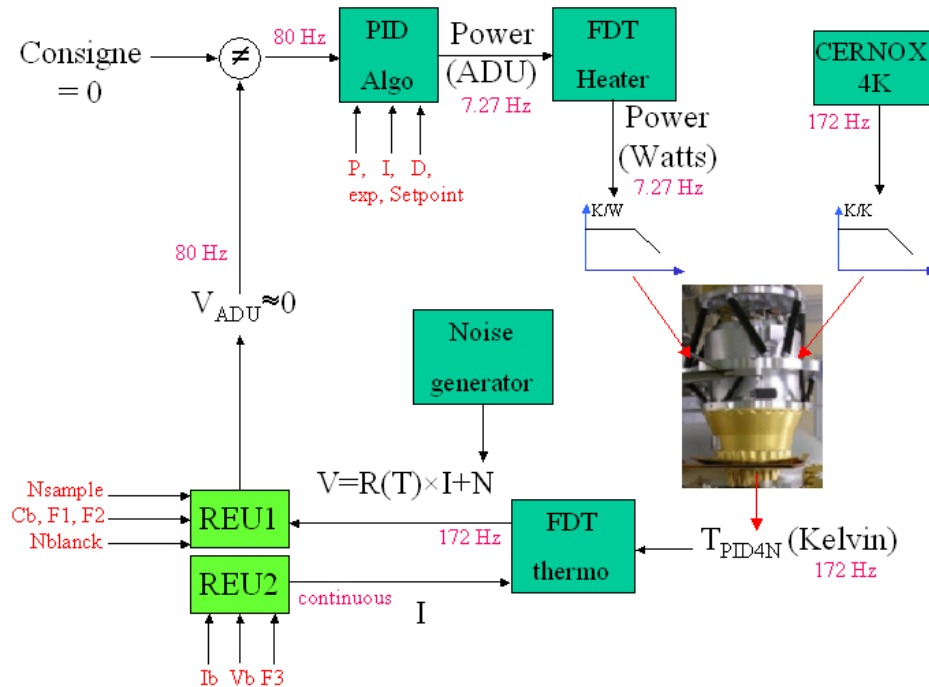 Consigne
= 0
≠
80 Hz
PID
Algo
Power
(ADU)
7.27 Hz
FDT
Heater
CERNOX
4K
172 Hz
P, I, D,
exp, Setpoint
Power
(Watts)
7.27 Hz
K/W
K/K
80 Hz
VADU≈0
Noise
generator
V=R(T)×I+N
Nsample
Cb, F1, F2
Nblanck
REU1
172 Hz
FDT
thermo
TPID4N (Kelvin)
172 Hz
REU2
continuous
I
Ib Vb F3